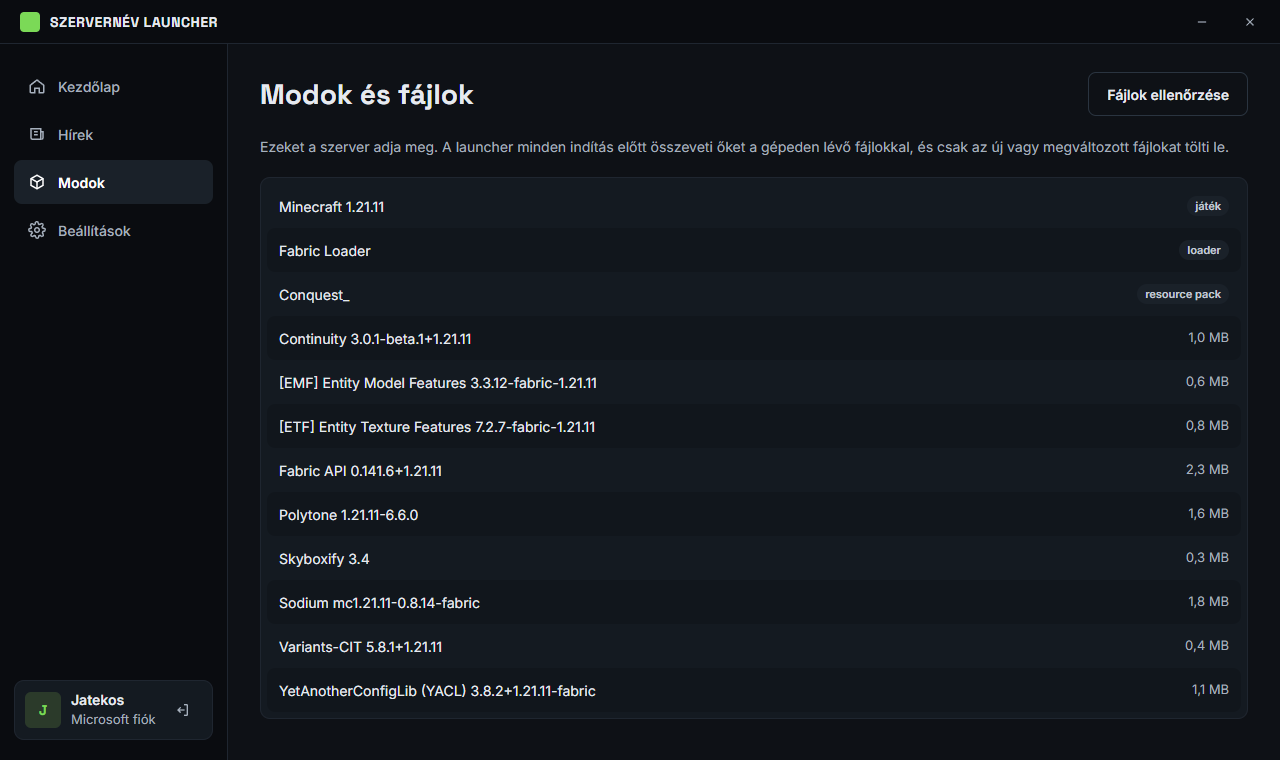 SZERVERNÉV LAUNCHER
Kezdőlap
Hírek
Modok
Beállítások
J
Jatekos
Microsoft fiók
Modok és fájlok
Fájlok ellenőrzése
Ezeket a szerver adja meg. A launcher minden indítás előtt összeveti őket a gépeden lévő fájlokkal, és csak az új vagy megváltozott fájlokat tölti le.
Minecraft 1.21.11 játék
Fabric Loader loader
Conquest_ resource pack
Continuity 3.0.1-beta.1+1.21.11 1,0 MB
[EMF] Entity Model Features 3.3.12-fabric-1.21.11 0,6 MB
[ETF] Entity Texture Features 7.2.7-fabric-1.21.11 0,8 MB
Fabric API 0.141.6+1.21.11 2,3 MB
Polytone 1.21.11-6.6.0 1,6 MB
Skyboxify 3.4 0,3 MB
Sodium mc1.21.11-0.8.14-fabric 1,8 MB
Variants-CIT 5.8.1+1.21.11 0,4 MB
YetAnotherConfigLib (YACL) 3.8.2+1.21.11-fabric 1,1 MB